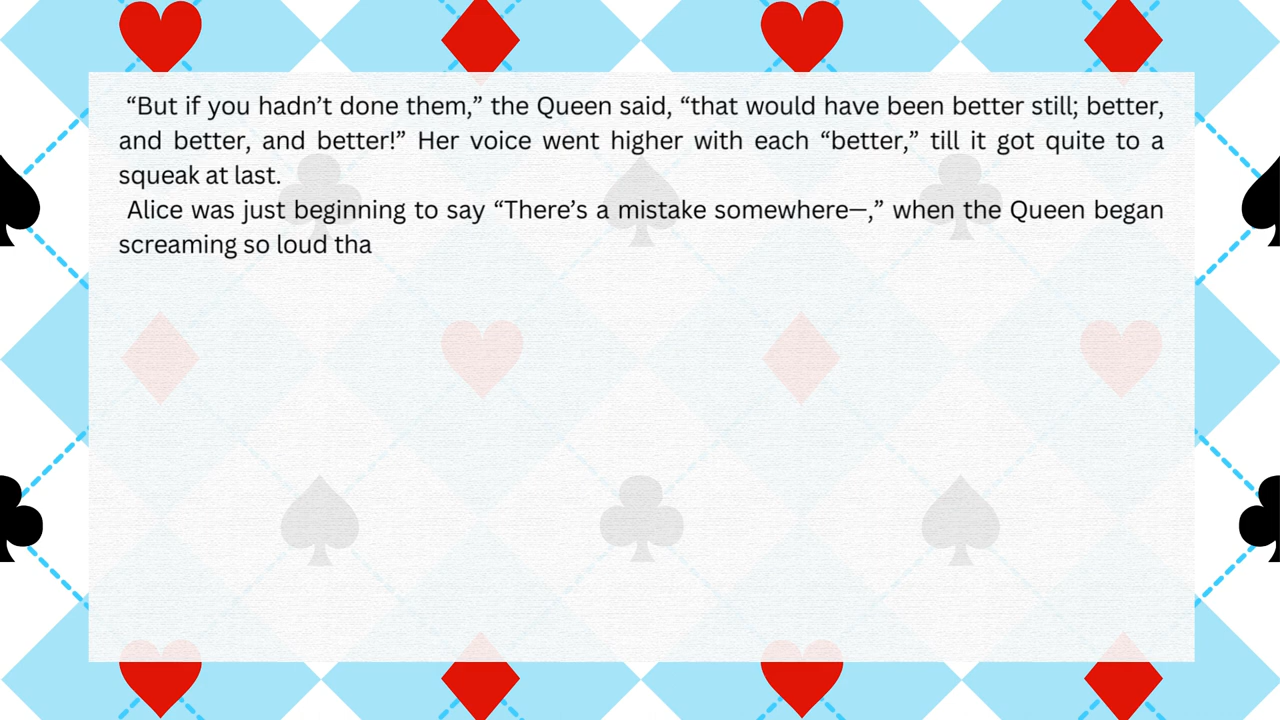 “But if you hadn’t done them,” the Queen said, “that would have been better still; better,
and better, and better!” Her voice went higher with each “better,” till it got quite to a
squeak at last.
Alice was just beginning to say “There’s a mistake somewhere—,” when the Queen began
screaming so loud tha